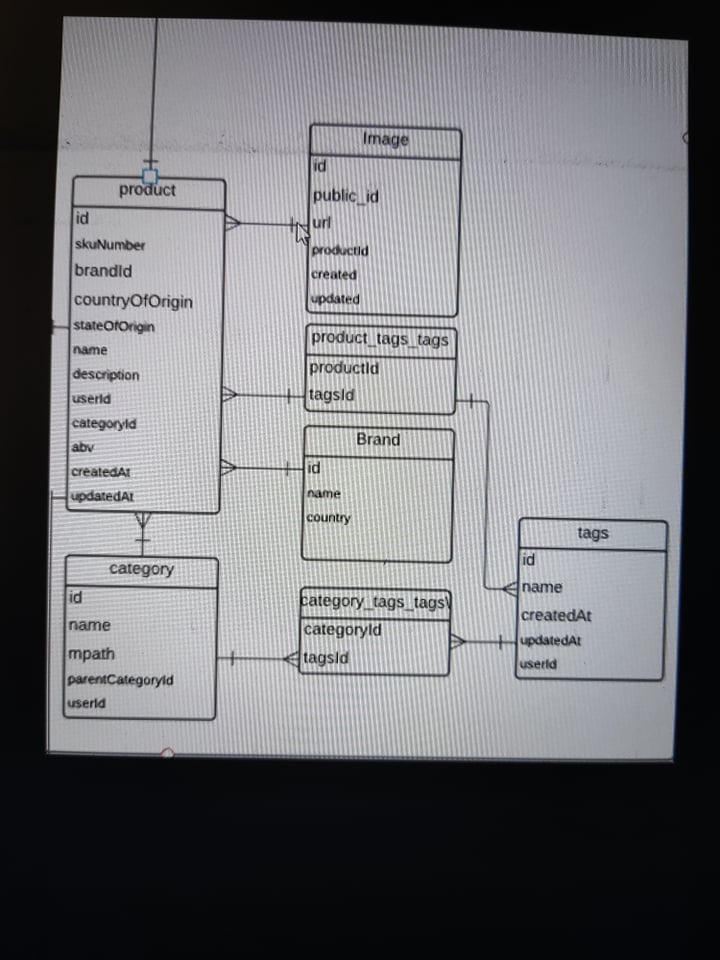 product
id
skuNumber
brandId
countryOfOrigin
stateOfOrigin
name
description
userId
categoryId
abv
createdAt
updatedAt
Image
id
public_id
url
productId
created
updated
product_tags_tags
productId
tagsId
Brand
id
name
country
category
id
name
mpath
parentCategoryId
userId
category_tags_tags
categoryId
tagsId
tags
id
name
createdAt
updatedAt
userId